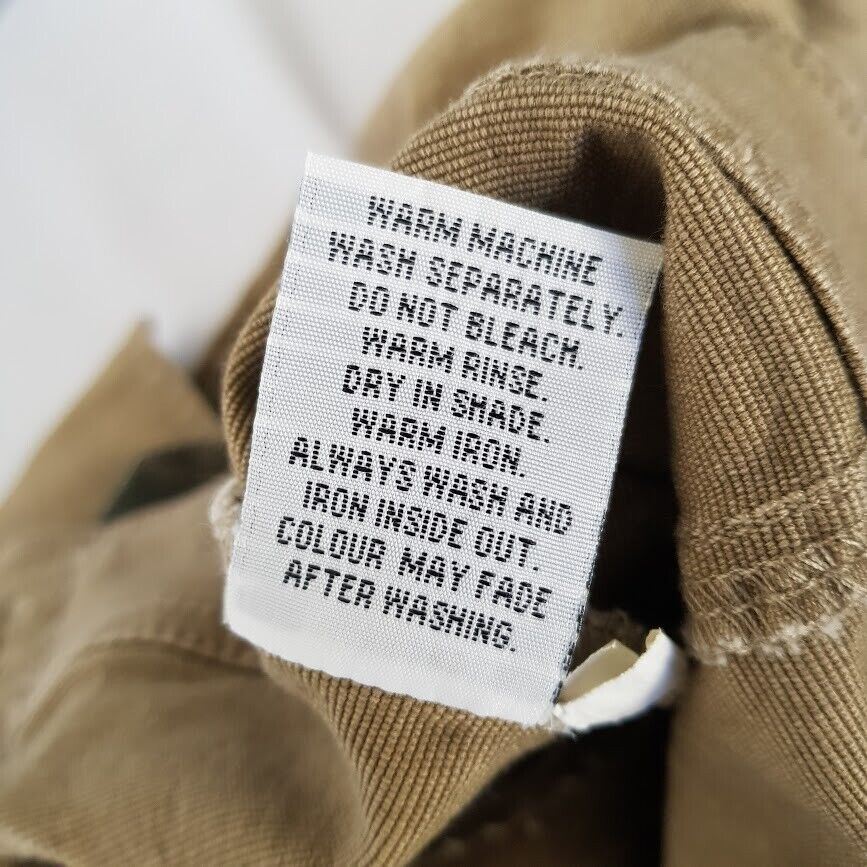 WARM MACHINE
WASH SEPARATELY.
DO NOT BLEACH.
WARM RINSE.
DRY IN SHADE.
WARM IRON.
ALWAYS WASH AND
IRON INSIDE OUT.
COLOUR MAY FADE
AFTER WASHING.